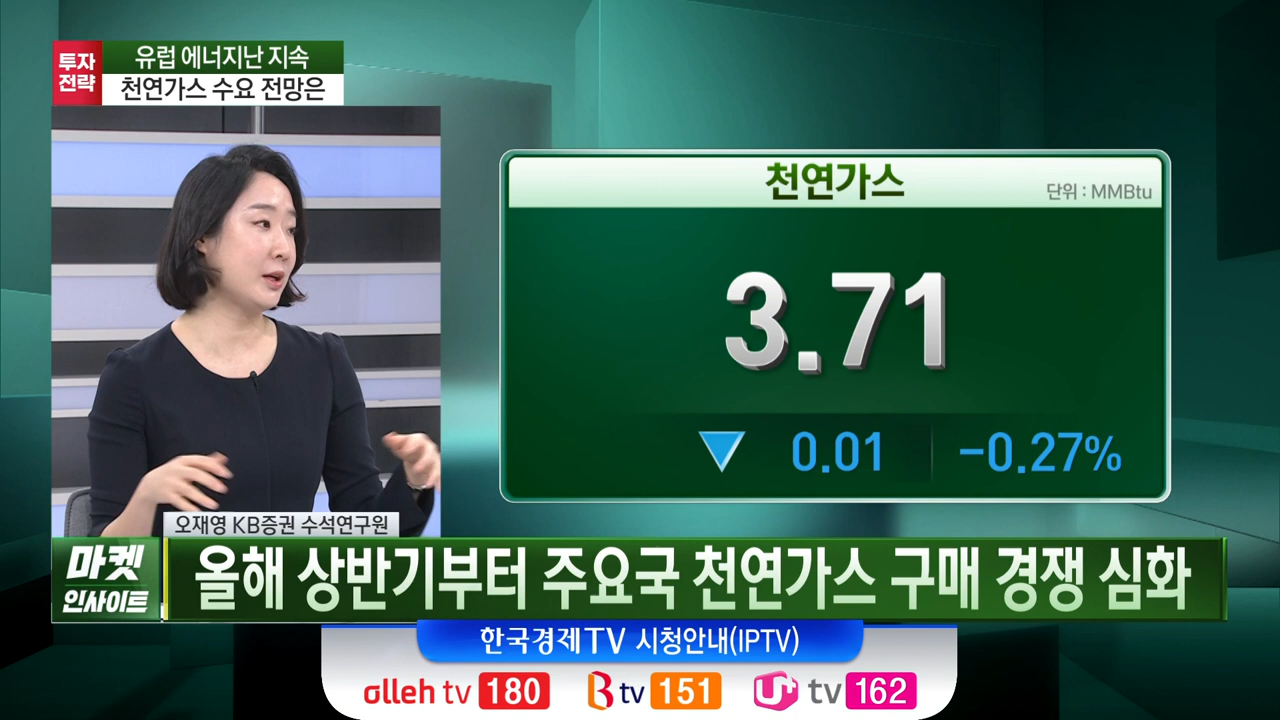 투자
전략
유럽 에너지난 지속
천연가스 수요 전망은
천연가스
단위 : MMBtu
3.71
▼ 0.01 -0.27%
오재영 KB증권 수석연구원
마켓
인사이트
올해 상반기부터 주요국 천연가스 구매 경쟁 심화
한국경제TV 시청안내(IPTV)
olleh tv 180 B tv 151 U+ tv 162